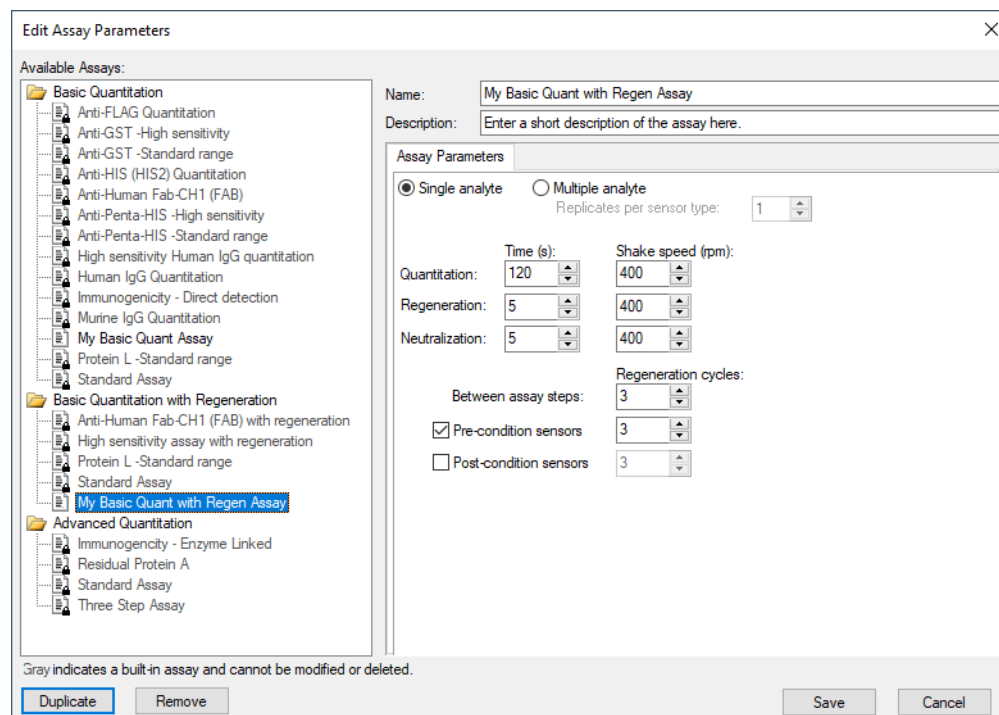 Edit Assay Parameters
Available Assays:
Basic Quantitation
Anti-FLAG Quantitation
Anti-GST -High sensitivity
Anti-GST -Standard range
Anti-HIS (HIS2) Quantitation
Anti-Human Fab-CH1 (FAB)
Anti-Penta-HIS -High sensitivity
Anti-Penta-HIS -Standard range
High sensitivity Human IgG quantitation
Human IgG Quantitation
Immunogenicity - Direct detection
Murine IgG Quantitation
My Basic Quant Assay
Protein L -Standard range
Standard Assay
Basic Quantitation with Regeneration
Anti-Human Fab-CH1 (FAB) with regeneration
High sensitivity assay with regeneration
Protein L -Standard range
Standard Assay
My Basic Quant with Regen Assay
Advanced Quantitation
Immunogencity - Enzyme Linked
Residual Protein A
Standard Assay
Three Step Assay
Gray indicates a built-in assay and cannot be modified or deleted.
Duplicate Remove
Name: My Basic Quant with Regen Assay
Description: Enter a short description of the assay here.
Assay Parameters
Single analyte Multiple analyte
Replicates per sensor type: 1
Time (s): Shake speed (rpm):
Quantitation: 120 400
Regeneration: 5 400
Neutralization: 5 400
Regeneration cycles:
Between assay steps: 3
Pre-condition sensors 3
Post-condition sensors 3
Save Cancel